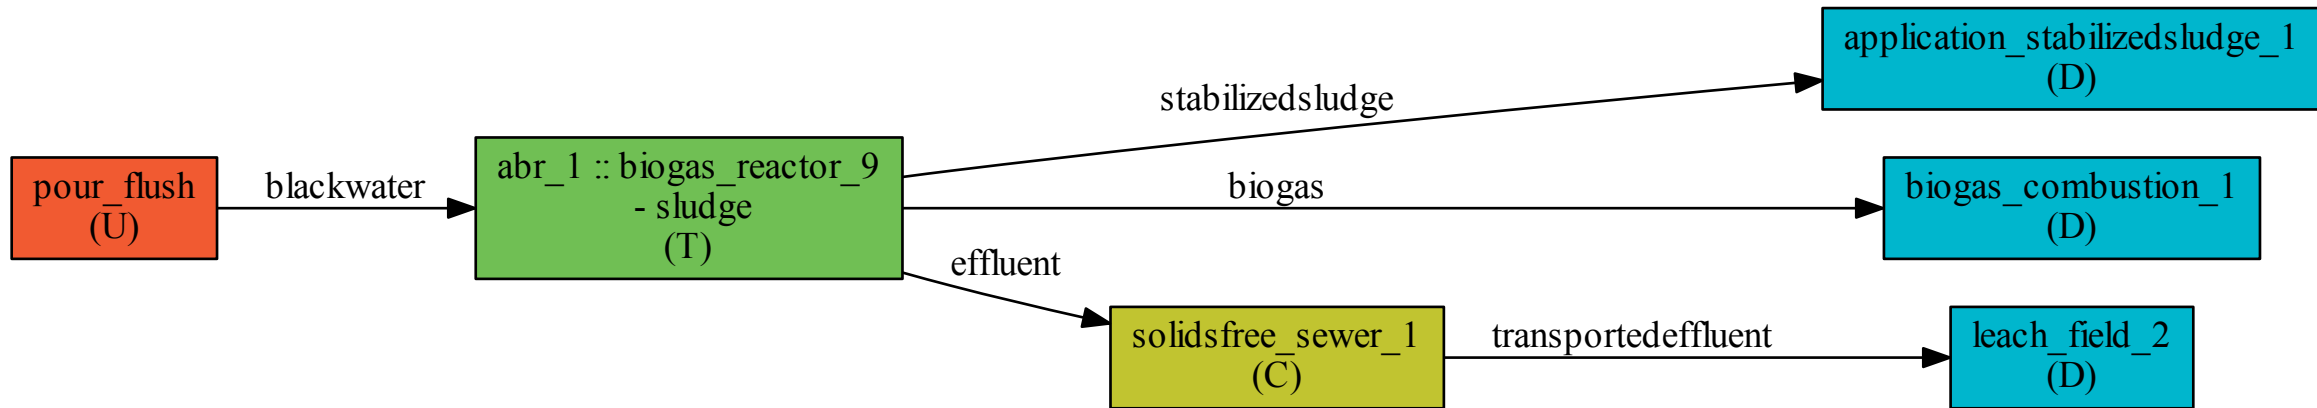 pour_flush
(U)
blackwater
abr_1 :: biogas_reactor_9
- sludge
(T)
stabilizedsludge
application_stabilizedsludge_1
(D)
biogas
biogas_combustion_1
(D)
effluent
solidsfree_sewer_1
(C)
transportedeffluent
leach_field_2
(D)